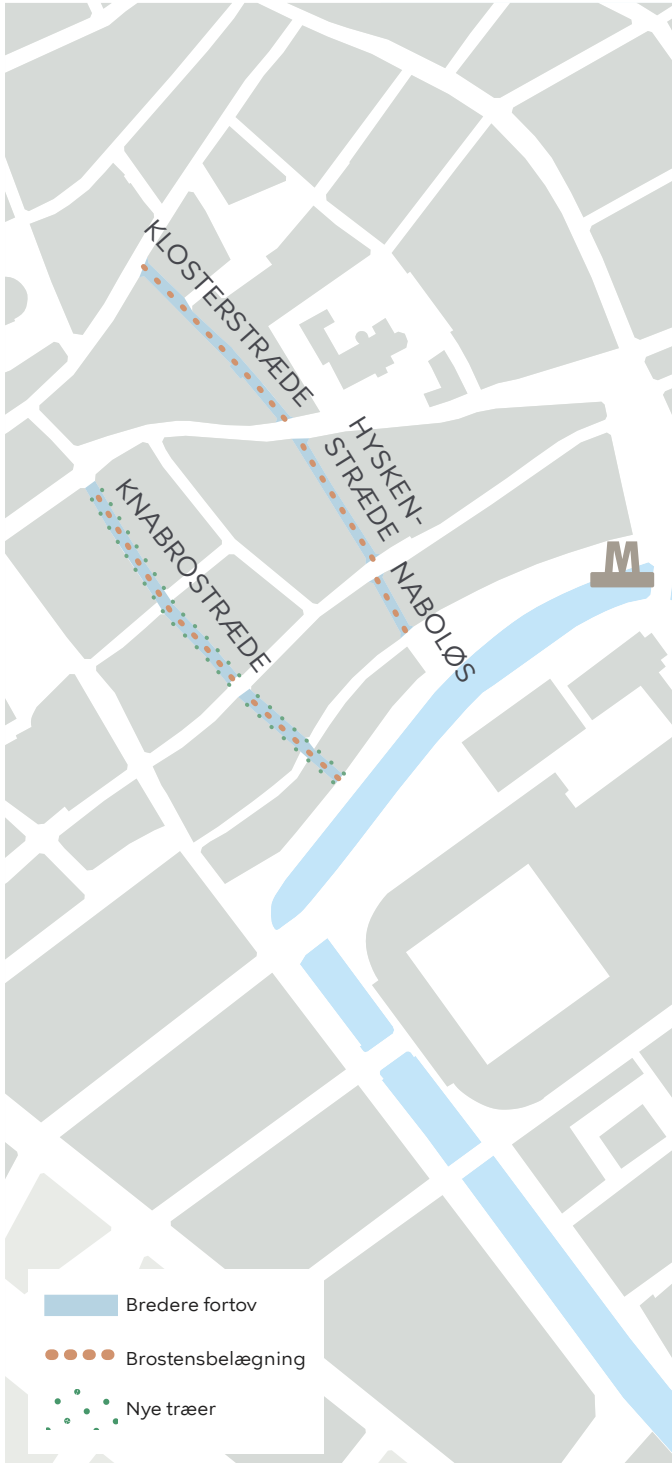 KLOSTERSTRÆDE
HYSKEN-
STRÆDE
KNABROSTRÆDE
NABOLØS
M
Bredere fortov
Brostensbelægning
Nye træer